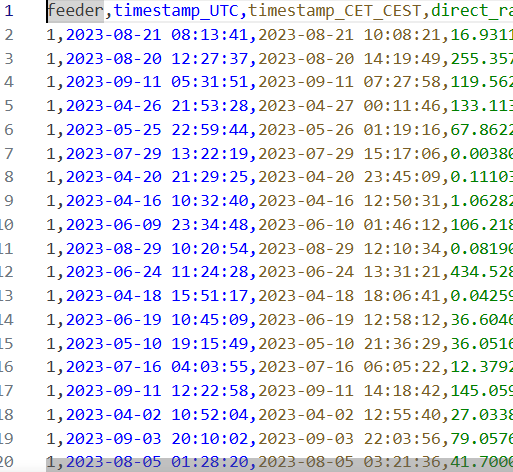 1 feeder,timestamp_UTC,timestamp_CET_CEST,direct_ra
2 1,2023-08-21 08:13:41,2023-08-21 10:08:21,16.9311
3 1,2023-08-20 12:27:37,2023-08-20 14:19:49,255.357
4 1,2023-09-11 05:31:51,2023-09-11 07:27:58,119.562
5 1,2023-04-26 21:53:28,2023-04-27 00:11:46,133.113
6 1,2023-05-25 22:59:44,2023-05-26 01:19:16,67.8622
7 1,2023-07-29 13:22:19,2023-07-29 15:17:06,0.00380
8 1,2023-04-20 21:29:25,2023-04-20 23:45:09,0.11103
9 1,2023-04-16 10:32:40,2023-04-16 12:50:31,1.06282
10 1,2023-06-09 23:34:48,2023-06-10 01:46:12,106.218
11 1,2023-08-29 10:20:54,2023-08-29 12:10:34,0.08190
12 1,2023-06-24 11:24:28,2023-06-24 13:31:21,434.528
13 1,2023-04-18 15:51:17,2023-04-18 18:06:41,0.04259
14 1,2023-06-19 10:45:09,2023-06-19 12:58:12,36.6046
15 1,2023-05-10 19:15:49,2023-05-10 21:36:29,36.0516
16 1,2023-07-16 04:03:55,2023-07-16 06:05:22,12.3792
17 1,2023-09-11 12:22:58,2023-09-11 14:18:42,145.059
18 1,2023-04-02 10:52:04,2023-04-02 12:55:40,27.0338
19 1,2023-09-03 20:10:02,2023-09-03 22:03:56,79.0576
20 1,2023-08-05 01:28:20,2023-08-05 03:21:36,41.7000